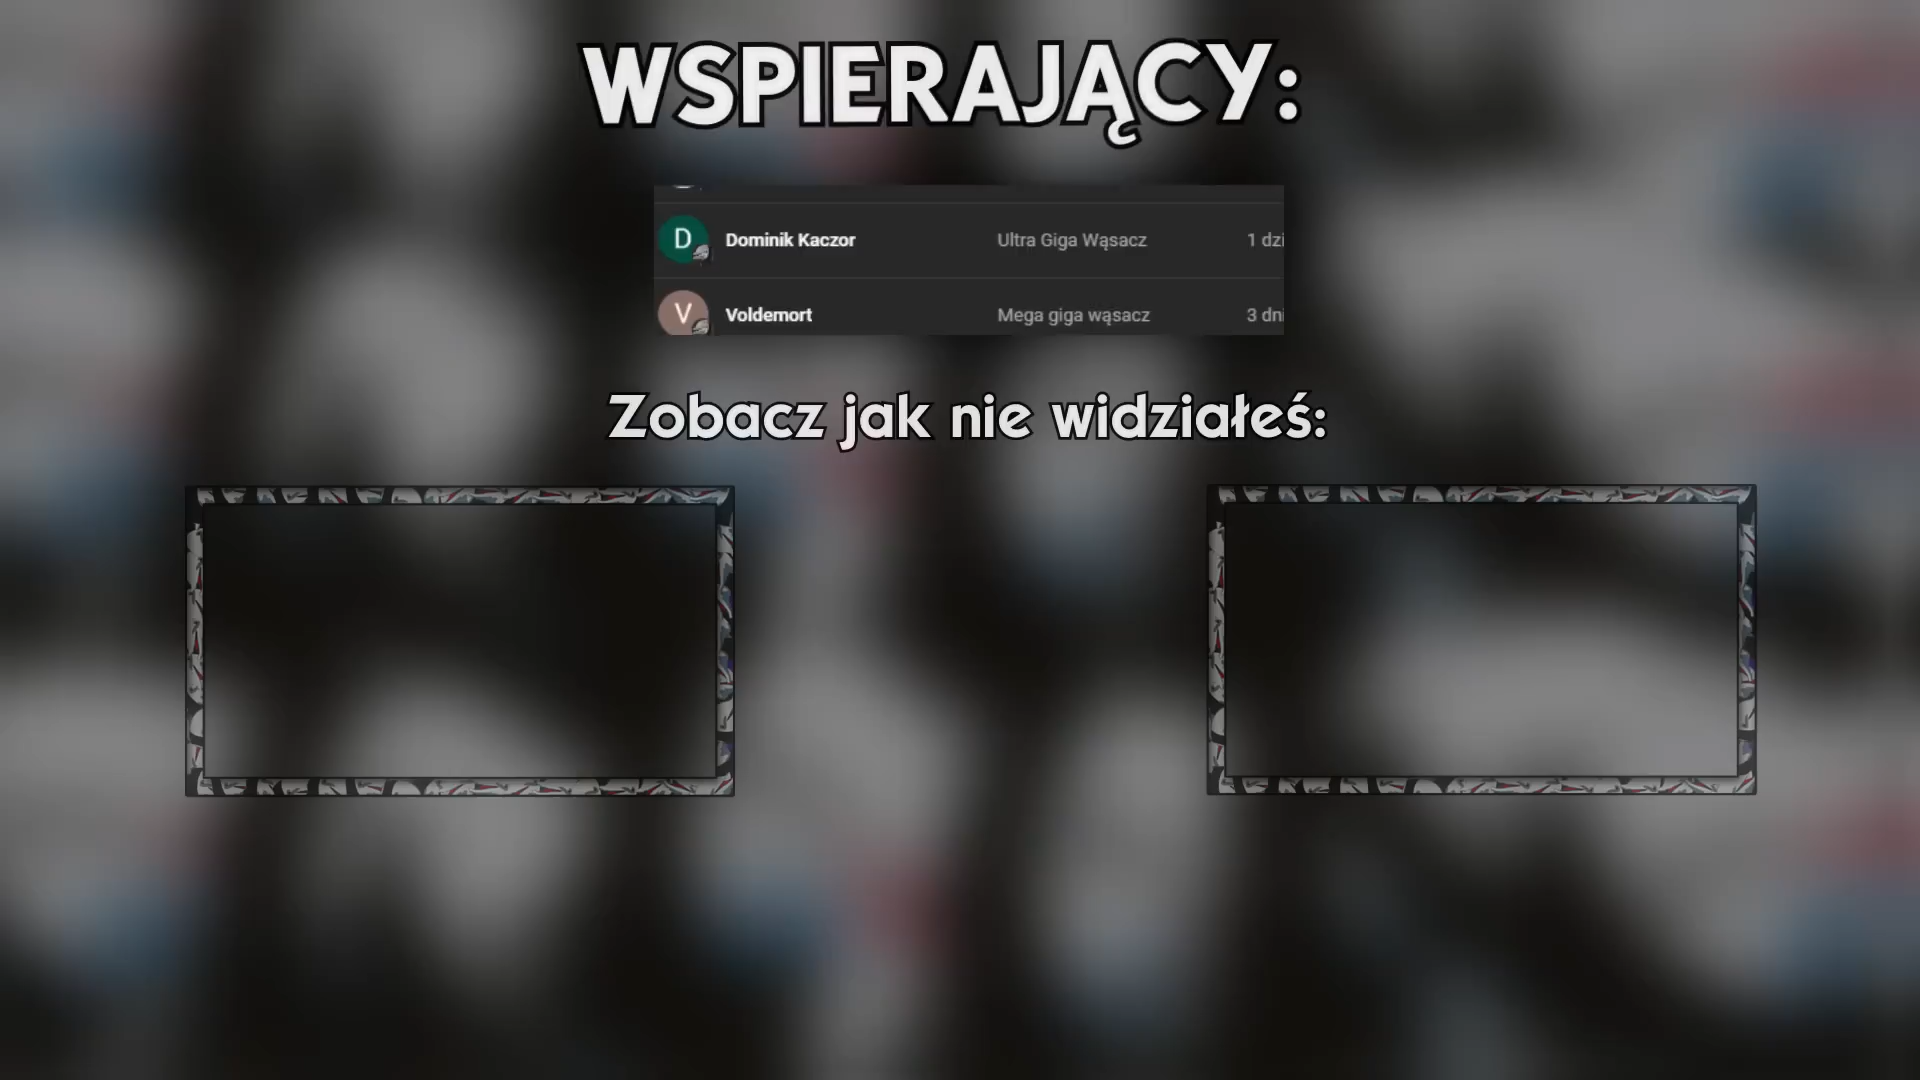 WSPIERAJĄCY:
D Dominik Kaczor Ultra Giga Wąsacz 1 dzi
V Voldemort Mega giga wąsacz 3 dni
Zobacz jak nie widziałeś: